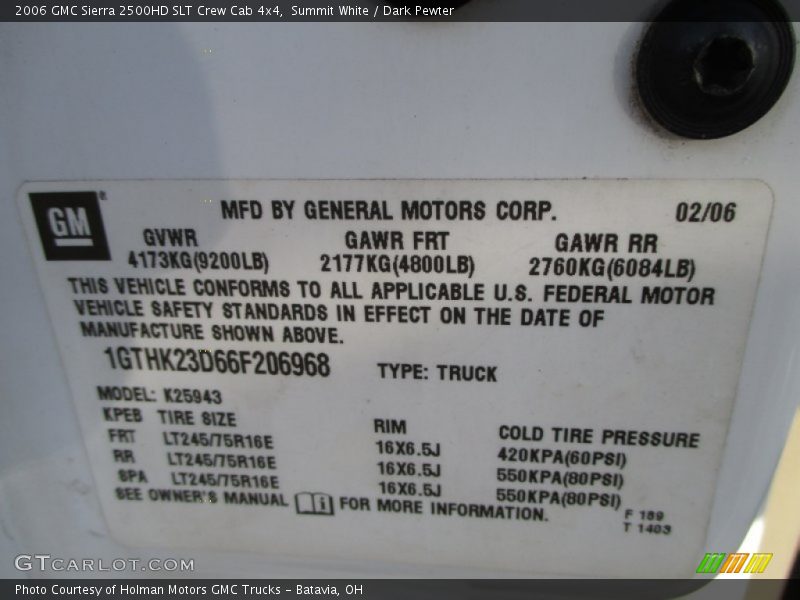 2006 GMC Sierra 2500HD SLT Crew Cab 4x4, Summit White / Dark Pewter
GM
MFD BY GENERAL MOTORS CORP. 02/06
GVWR GAWR FRT GAWR RR
4173KG(9200LB) 2177KG(4800LB) 2760KG(6084LB)
THIS VEHICLE CONFORMS TO ALL APPLICABLE U.S. FEDERAL MOTOR
VEHICLE SAFETY STANDARDS IN EFFECT ON THE DATE OF
MANUFACTURE SHOWN ABOVE.
1GTHK23D66F206968 TYPE: TRUCK
MODEL: K25943
KPEB TIRE SIZE RIM COLD TIRE PRESSURE
FRT LT245/75R16E 16X6.5J 420KPA(60PSI)
RR LT245/75R16E 16X6.5J 550KPA(80PSI)
SPA LT245/75R16E 16X6.5J 550KPA(80PSI)
SEE OWNER'S MANUAL FOR MORE INFORMATION.
F 189
T 1403
GTCARLOT.COM
Photo Courtesy of Holman Motors GMC Trucks - Batavia, OH